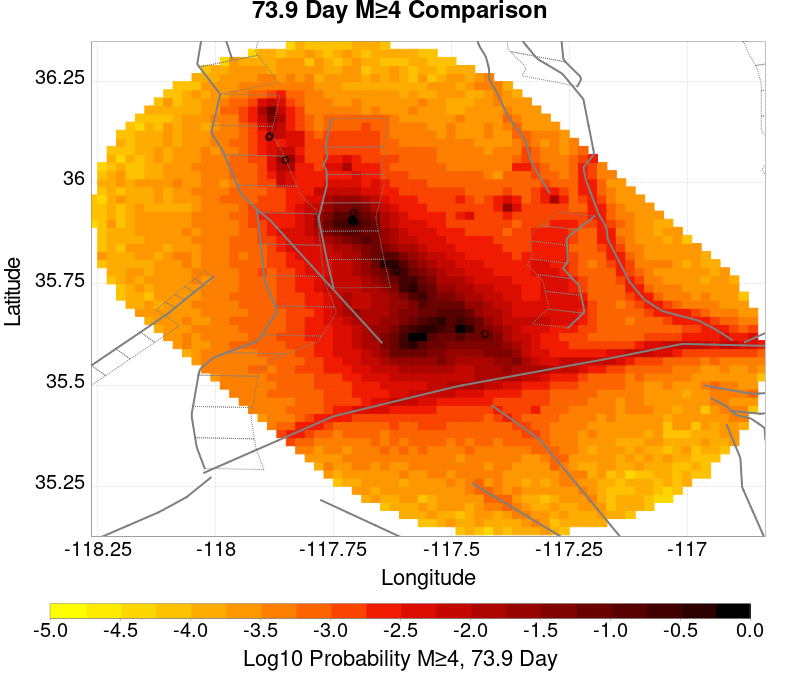 73.9 Day M≥4 Comparison
36.25
36
35.75
35.5
35.25
Latitude
-118.25 -118 -117.75 -117.5 -117.25 -117
Longitude
-5.0 -4.5 -4.0 -3.5 -3.0 -2.5 -2.0 -1.5 -1.0 -0.5 0.0
Log10 Probability M≥4, 73.9 Day